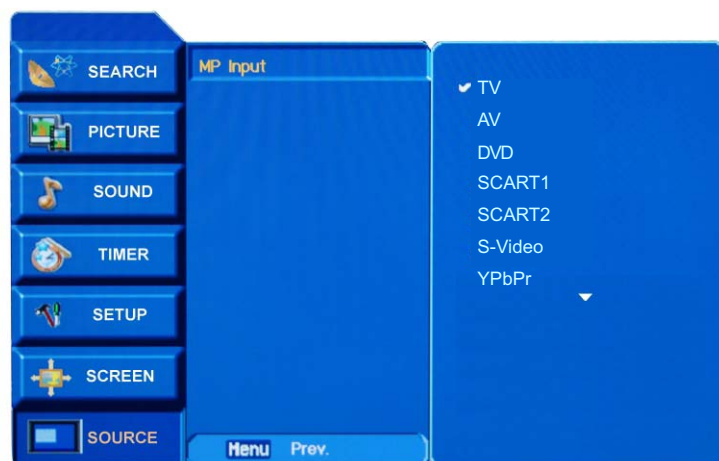 SEARCH
PICTURE
SOUND
TIMER
SETUP
SCREEN
SOURCE
MP Input
Menu Prev.
TV
AV
DVD
SCART1
SCART2
S-Video
YPbPr